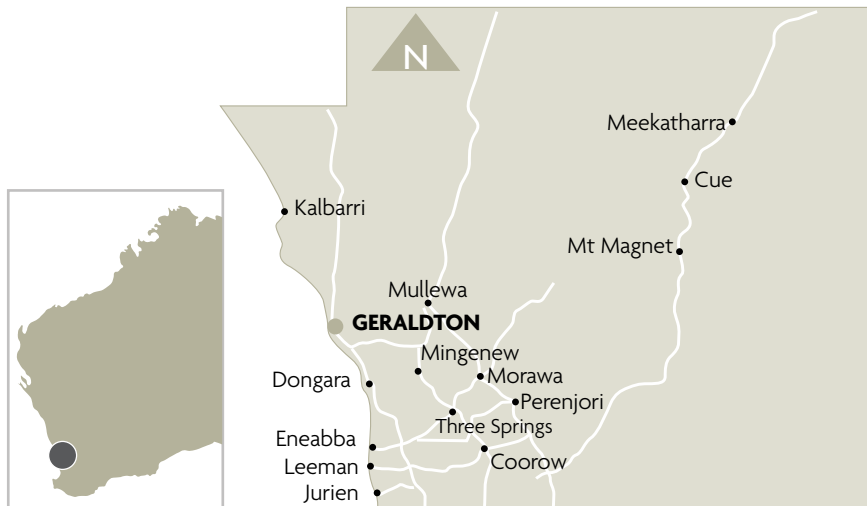 N
Meekatharra
Cue
Kalbarri
Mt Magnet
Mullewa
GERALDTON
Mingenew
Dongara
Morawa
Perenjori
Three Springs
Eneabba
Coorow
Leeman
Jurien